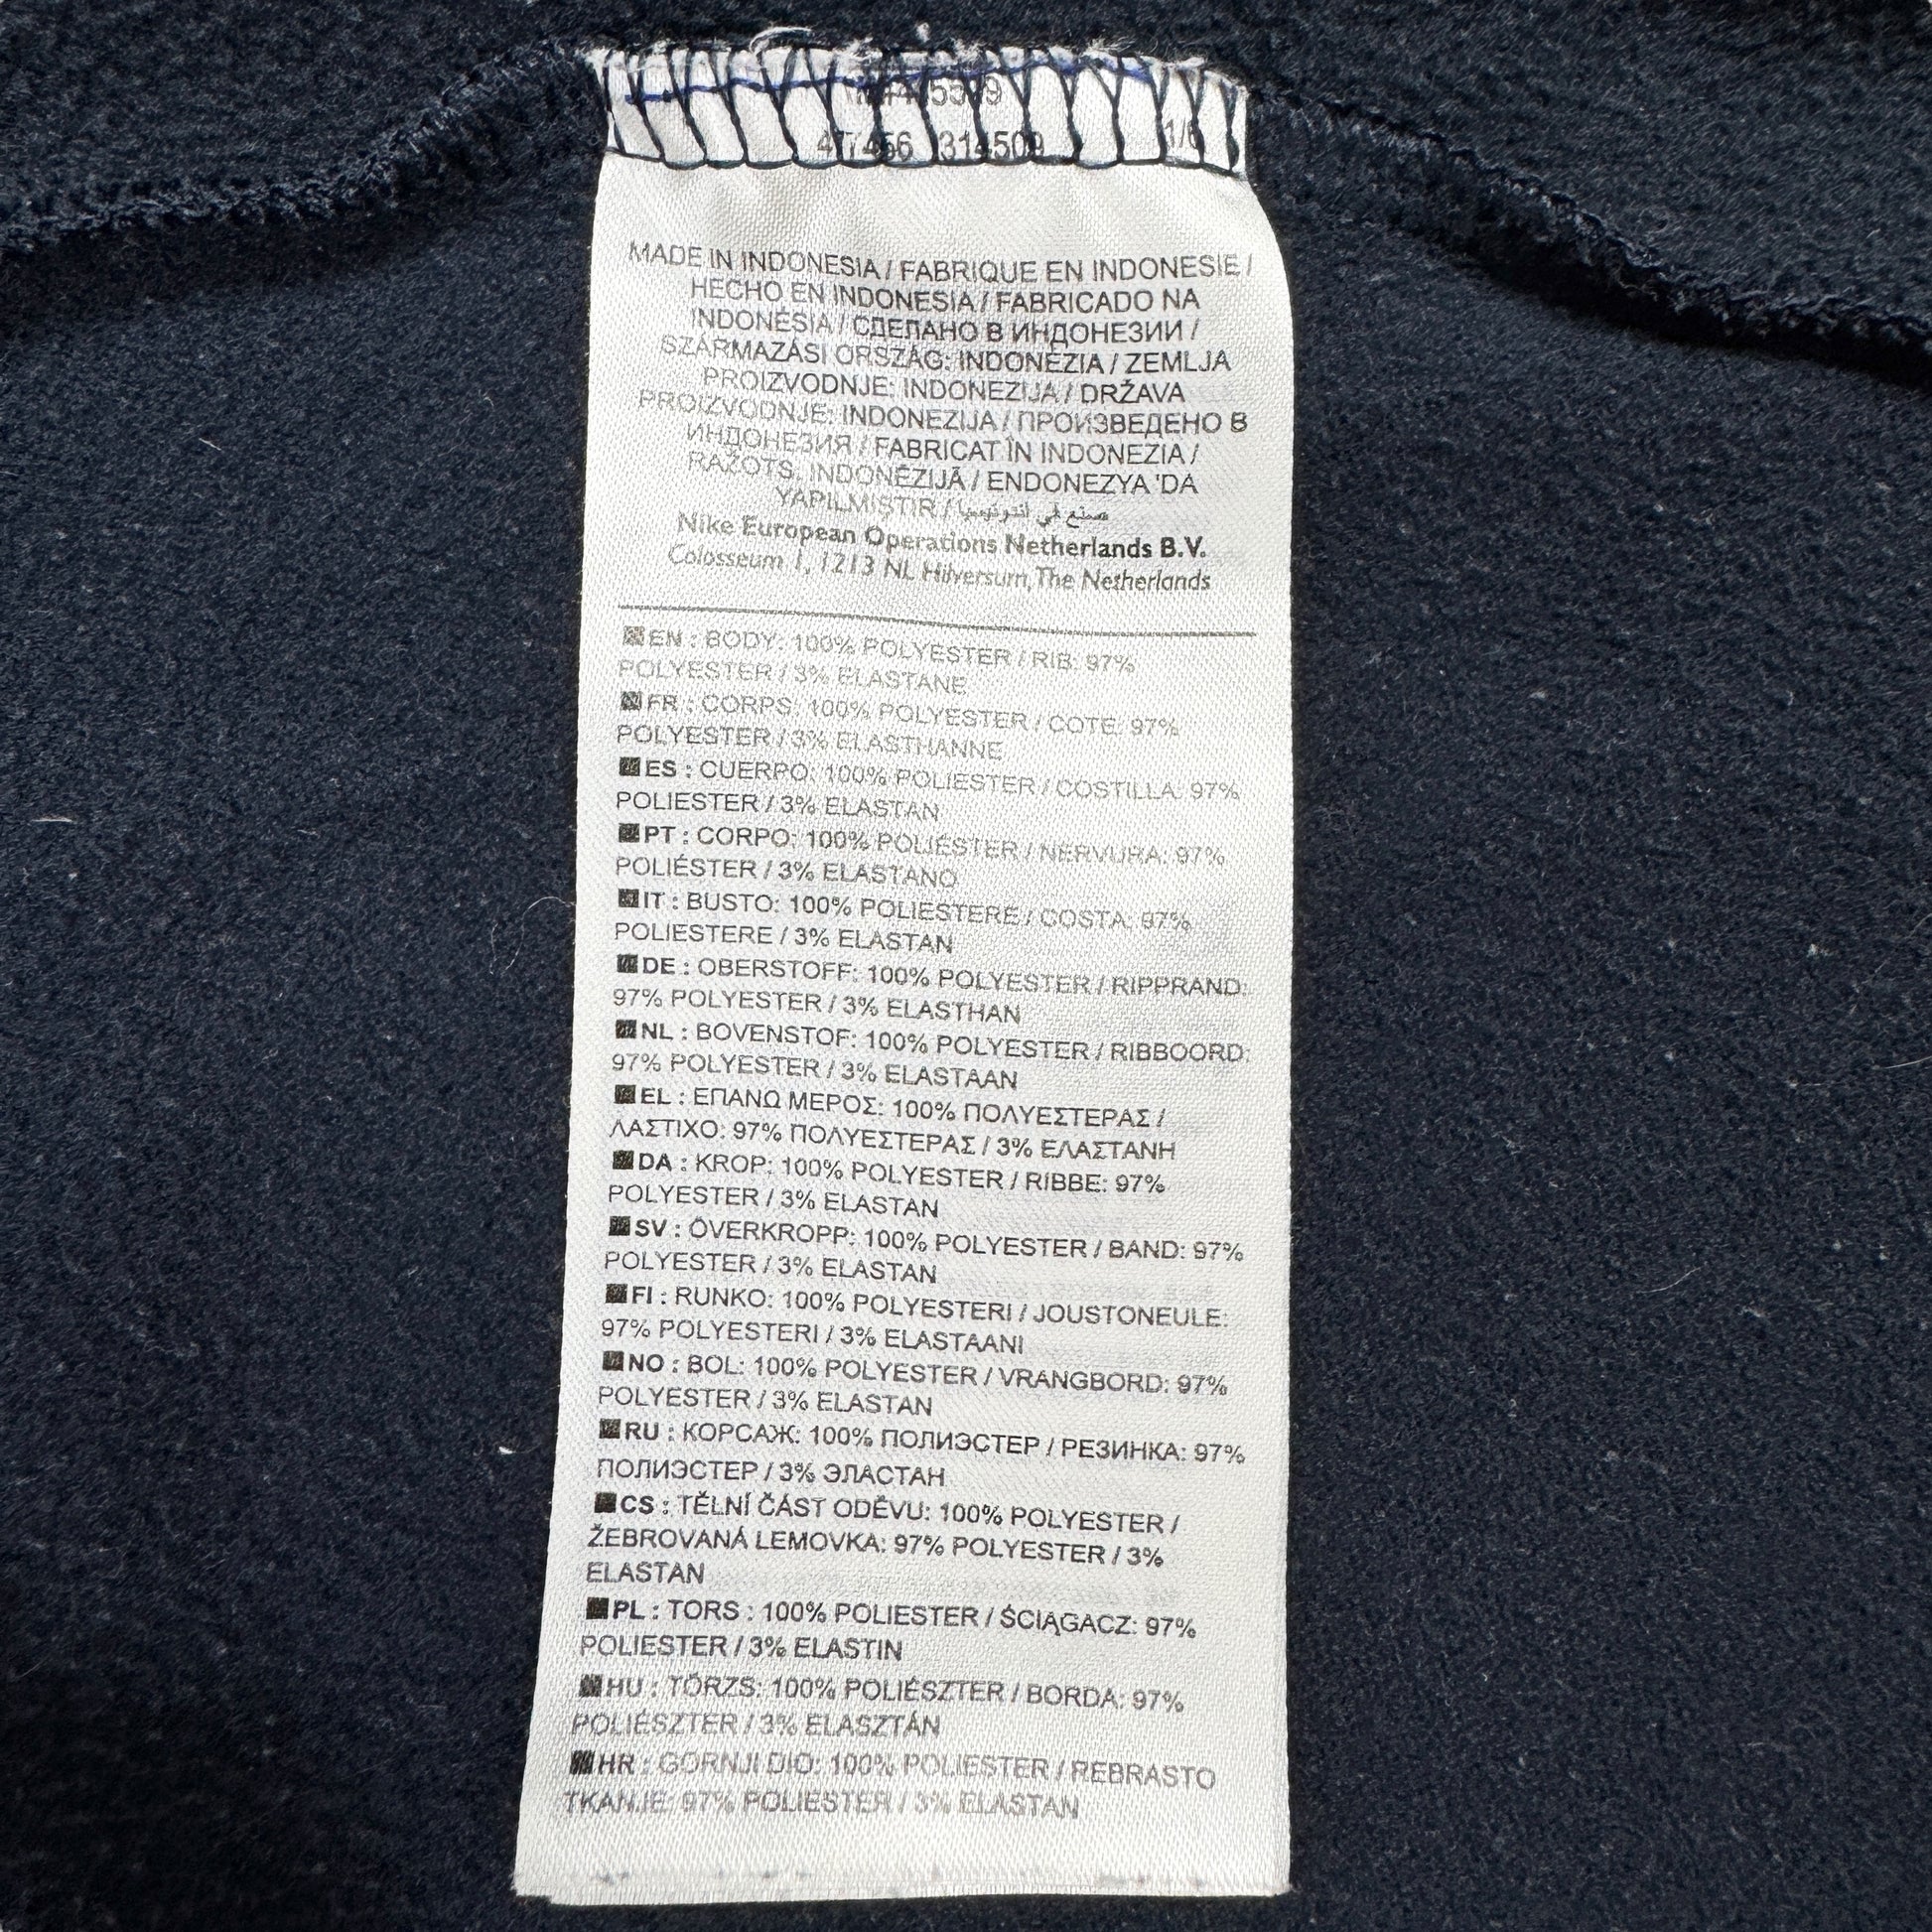 314509 1/6
MADE IN INDONESIA / FABRIQUE EN INDONESIE /
HECHO EN INDONESIA / FABRICADO NA
INDONÉSIA / СДЕЛАНО В ИНДОНЕЗИИ /
SZÁRMAZÁSI ORSZÁG: INDONÉZIA / ZEMLJA
PROIZVODNJE: INDONEZIJA / DRŽAVA
PROIZVODNJE: INDONEZIJA / ПРОИЗВЕДЕНО В
ИНДОНЕЗИЯ / FABRICAT ÎN INDONEZIA /
RAŽOTS. INDONĒZIJĀ / ENDONEZYA 'DA
YAPILMISTIR / صنع في أندونيسيا
Nike European Operations Netherlands B.V.
Colosseum 1, 1213 NL Hilversum, The Netherlands
EN : BODY: 100% POLYESTER / RIB: 97%
POLYESTER / 3% ELASTANE
FR : CORPS: 100% POLYESTER / COTE: 97%
POLYESTER / 3% ELASTHANNE
ES : CUERPO: 100% POLIESTER / COSTILLA: 97%
POLIESTER / 3% ELASTAN
PT : CORPO: 100% POLIÉSTER / NERVURA: 97%
POLIÉSTER / 3% ELASTANO
IT : BUSTO: 100% POLIESTERE / COSTA: 97%
POLIESTERE / 3% ELASTAN
DE : OBERSTOFF: 100% POLYESTER / RIPPRAND:
97% POLYESTER / 3% ELASTHAN
NL : BOVENSTOF: 100% POLYESTER / RIBBOORD:
97% POLYESTER / 3% ELASTAAN
EL : ΕΠΑΝΩ ΜΕΡΟΣ: 100% ΠΟΛΥΕΣΤΕΡΑΣ /
ΛΑΣΤΙΧΟ: 97% ΠΟΛΥΕΣΤΕΡΑΣ / 3% ΕΛΑΣΤΑΝΗ
DA : KROP: 100% POLYESTER / RIBBE: 97%
POLYESTER / 3% ELASTAN
SV : ÖVERKROPP: 100% POLYESTER / BAND: 97%
POLYESTER / 3% ELASTAN
FI : RUNKO: 100% POLYESTERI / JOUSTONEULE:
97% POLYESTERI / 3% ELASTAANI
NO : BOL: 100% POLYESTER / VRANGBORD: 97%
POLYESTER / 3% ELASTAN
RU : КОРСАЖ: 100% ПОЛИЭСТЕР / РЕЗИНКА: 97%
ПОЛИЭСТЕР / 3% ЭЛАСТАН
CS : TĚLNÍ ČÁST ODĚVU: 100% POLYESTER /
ŽEBROVANÁ LEMOVKA: 97% POLYESTER / 3%
ELASTAN
PL : TORS : 100% POLIESTER / ŚCIĄGACZ: 97%
POLIESTER / 3% ELASTIN
HU : TÖRZS: 100% POLIÉSZTER / BORDA: 97%
POLIÉSZTER / 3% ELASZTÁN
HR : GORNJI DIO: 100% POLIESTER / REBRASTO
TKANJE: 97% POLIESTER / 3% ELASTAN